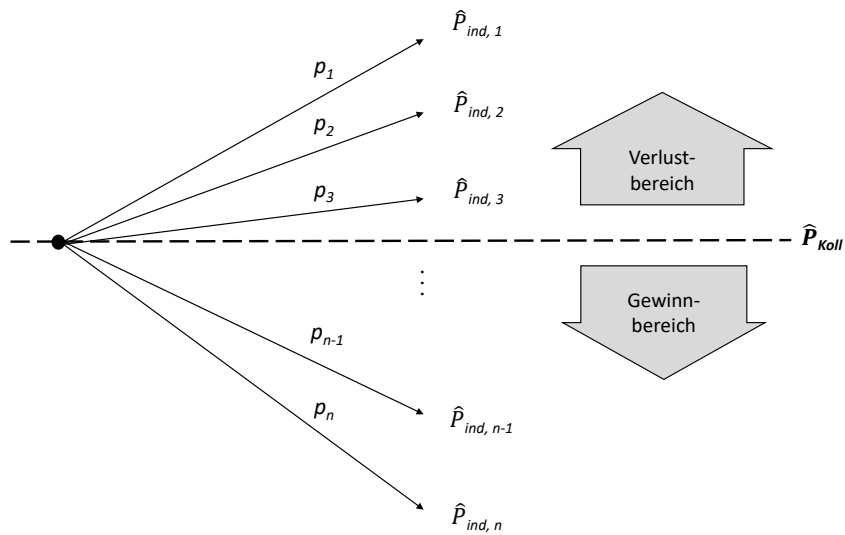 P̂ind, 1
p1
P̂ind, 2
p2
Verlust-
bereich
p3
P̂ind, 3
P̂Koll
⋮
Gewinn-
bereich
pn-1
P̂ind, n-1
pn
P̂ind, n